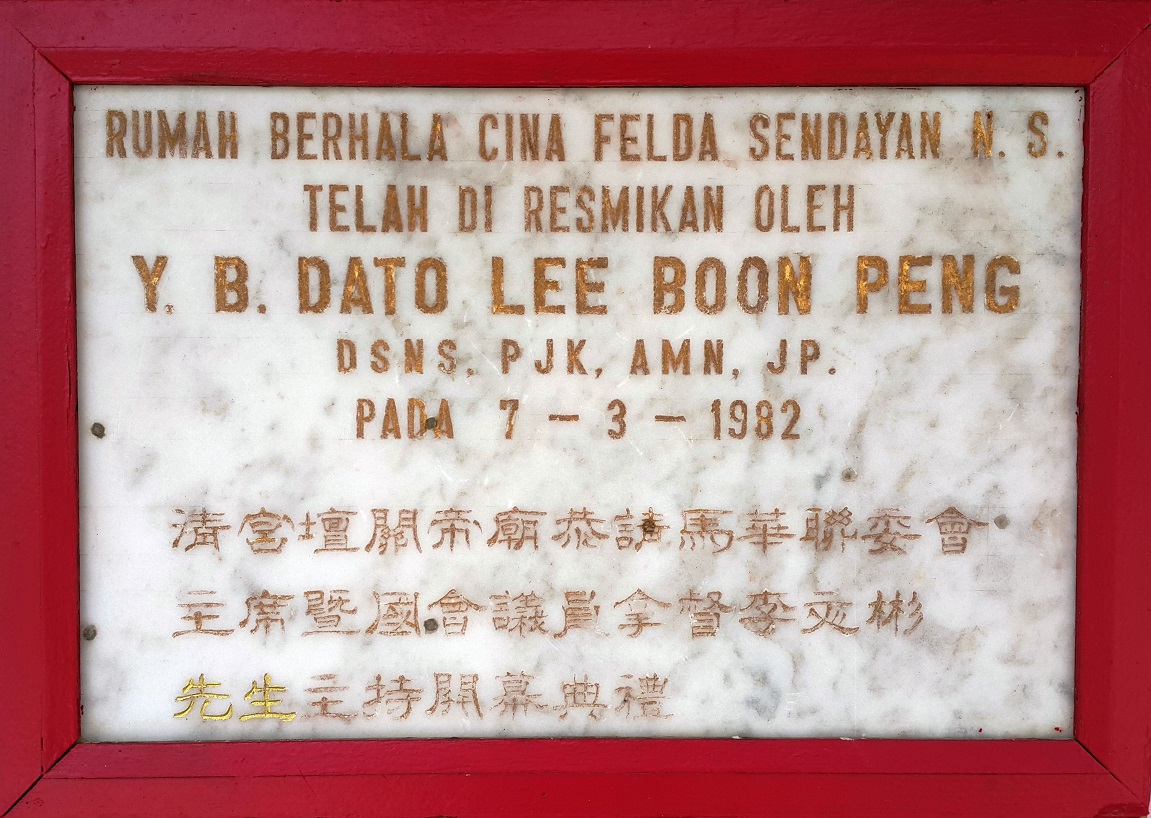 RUMAH BERHALA CINA FELDA SENDAYAN N. S.
TELAH DI RESMIKAN OLEH
Y. B. DATO LEE BOON PENG
DSNS. PJK, AMN, JP.
PADA 7 – 3 – 1982
清宮壇關帝廟恭請馬華聯委會
主席暨國會議員拿督李文彬
先生主持開幕典禮